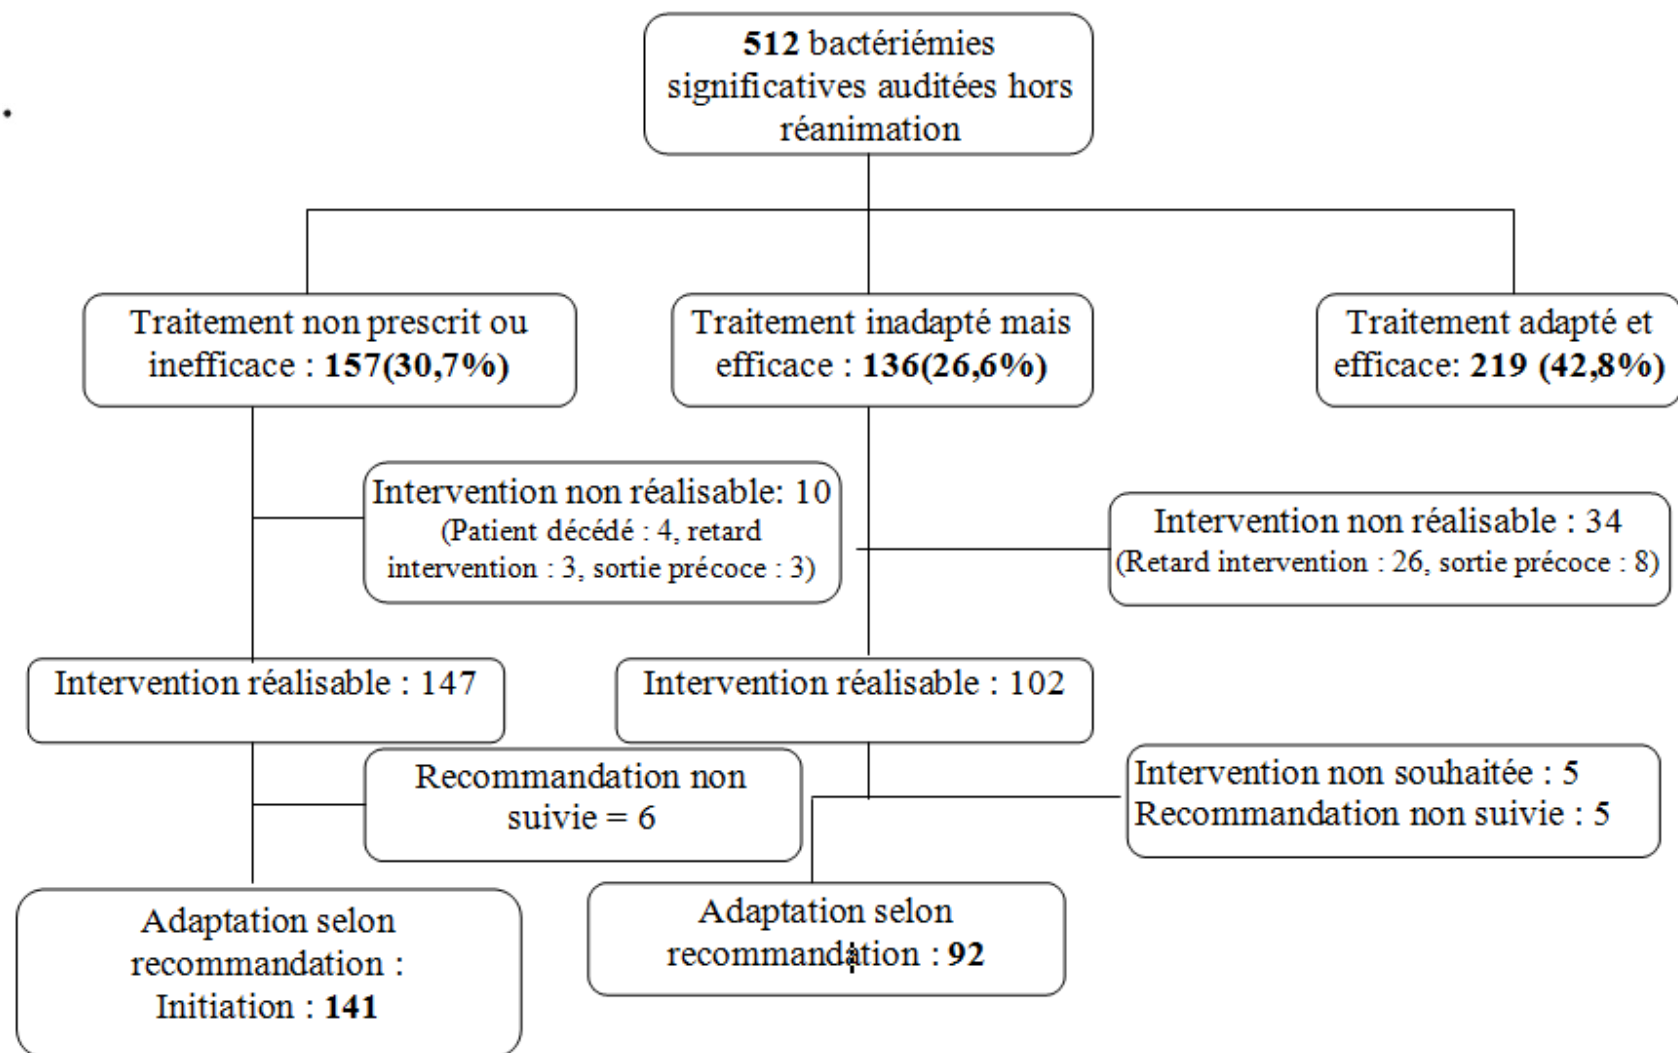 512 bactériémies
significatives auditées hors
réanimation
.
Traitement non prescrit ou
inefficace : 157(30,7%)
Traitement inadapté mais
efficace : 136(26,6%)
Traitement adapté et
efficace: 219 (42,8%)
Intervention non réalisable: 10
(Patient décédé : 4, retard
intervention : 3, sortie précoce : 3)
Intervention non réalisable : 34
(Retard intervention : 26, sortie précoce : 8)
Intervention réalisable : 147
Intervention réalisable : 102
Recommandation non
suivie = 6
Intervention non souhaitée : 5
Recommandation non suivie : 5
Adaptation selon
recommandation :
Initiation : 141
Adaptation selon
recommandation : 92